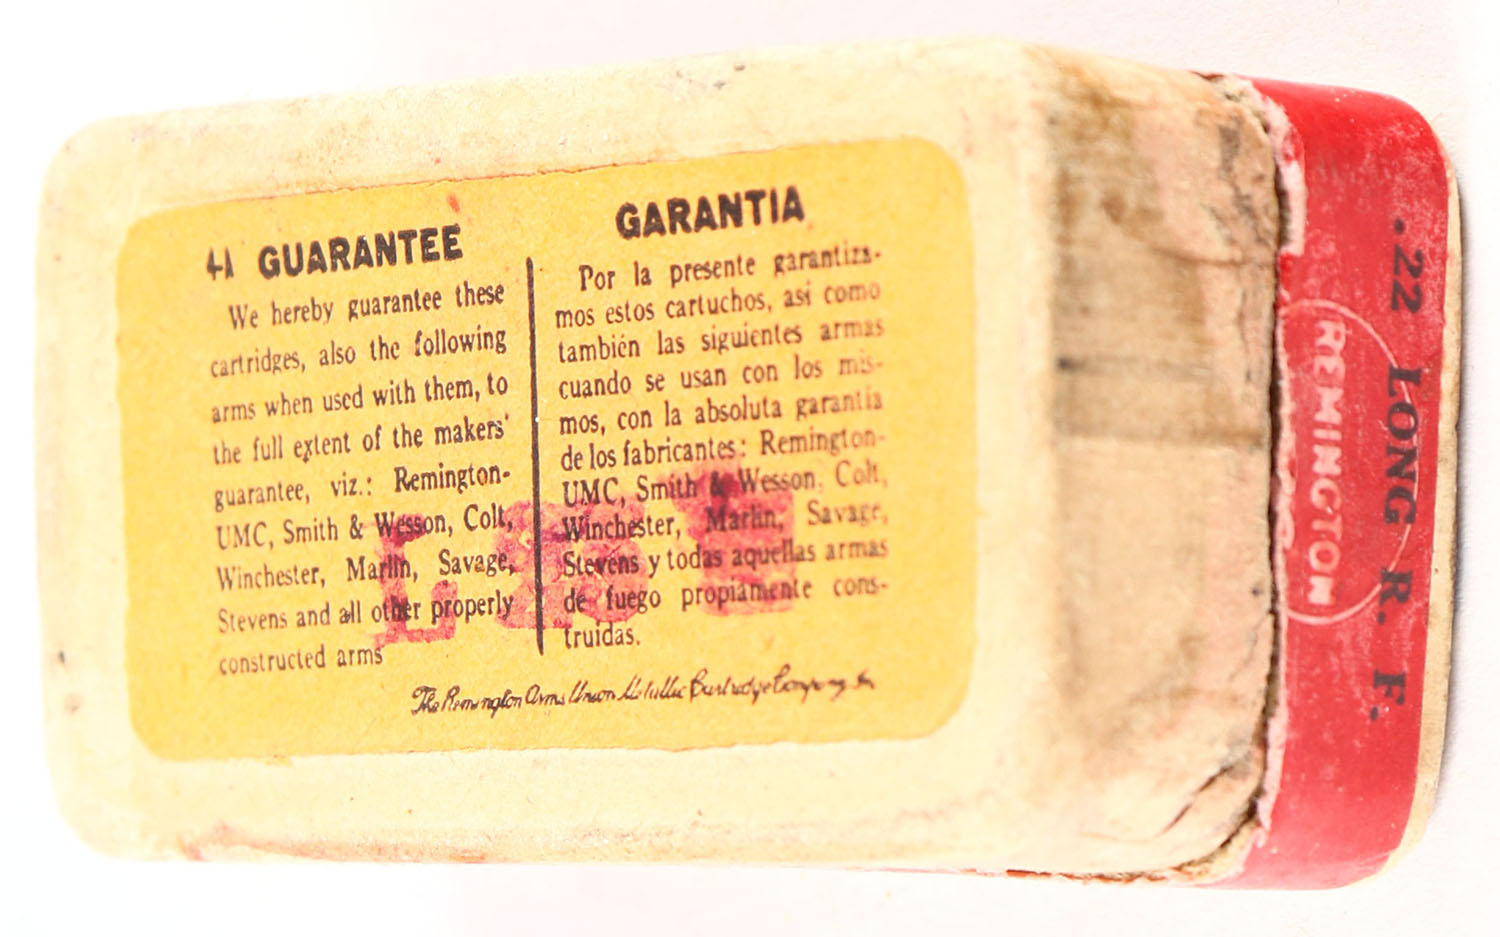 GUARANTEE
We hereby guarantee these
cartridges, also the following
arms when used with them, to
the full extent of the makers'
guarantee, viz.: Remington-
UMC, Smith & Wesson, Colt,
Winchester, Marlin, Savage,
Stevens and all other properly
constructed arms
GARANTIA
Por la presente garantiza-
mos estos cartuchos, así como
también las siguientes armas
cuando se usan con los mis-
mos, con la absoluta garantía
de los fabricantes: Remington-
UMC, Smith & Wesson, Colt,
Winchester, Marlin, Savage,
Stevens y todas aquellas armas
de fuego propiamente cons-
truidas.
The Remington Arms Union Metallic Cartridge Company
.22 LONG R. F.
REMINGTON